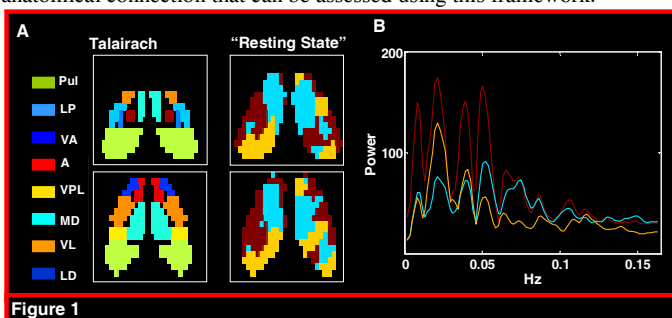 anatomical connection that can be assessed using this framework.
A
Talairach
“Resting State”
B
Pul
LP
VA
A
VPL
MD
VL
LD
200
100
Power
0
0.05
0.1
0.15
Hz
Figure 1